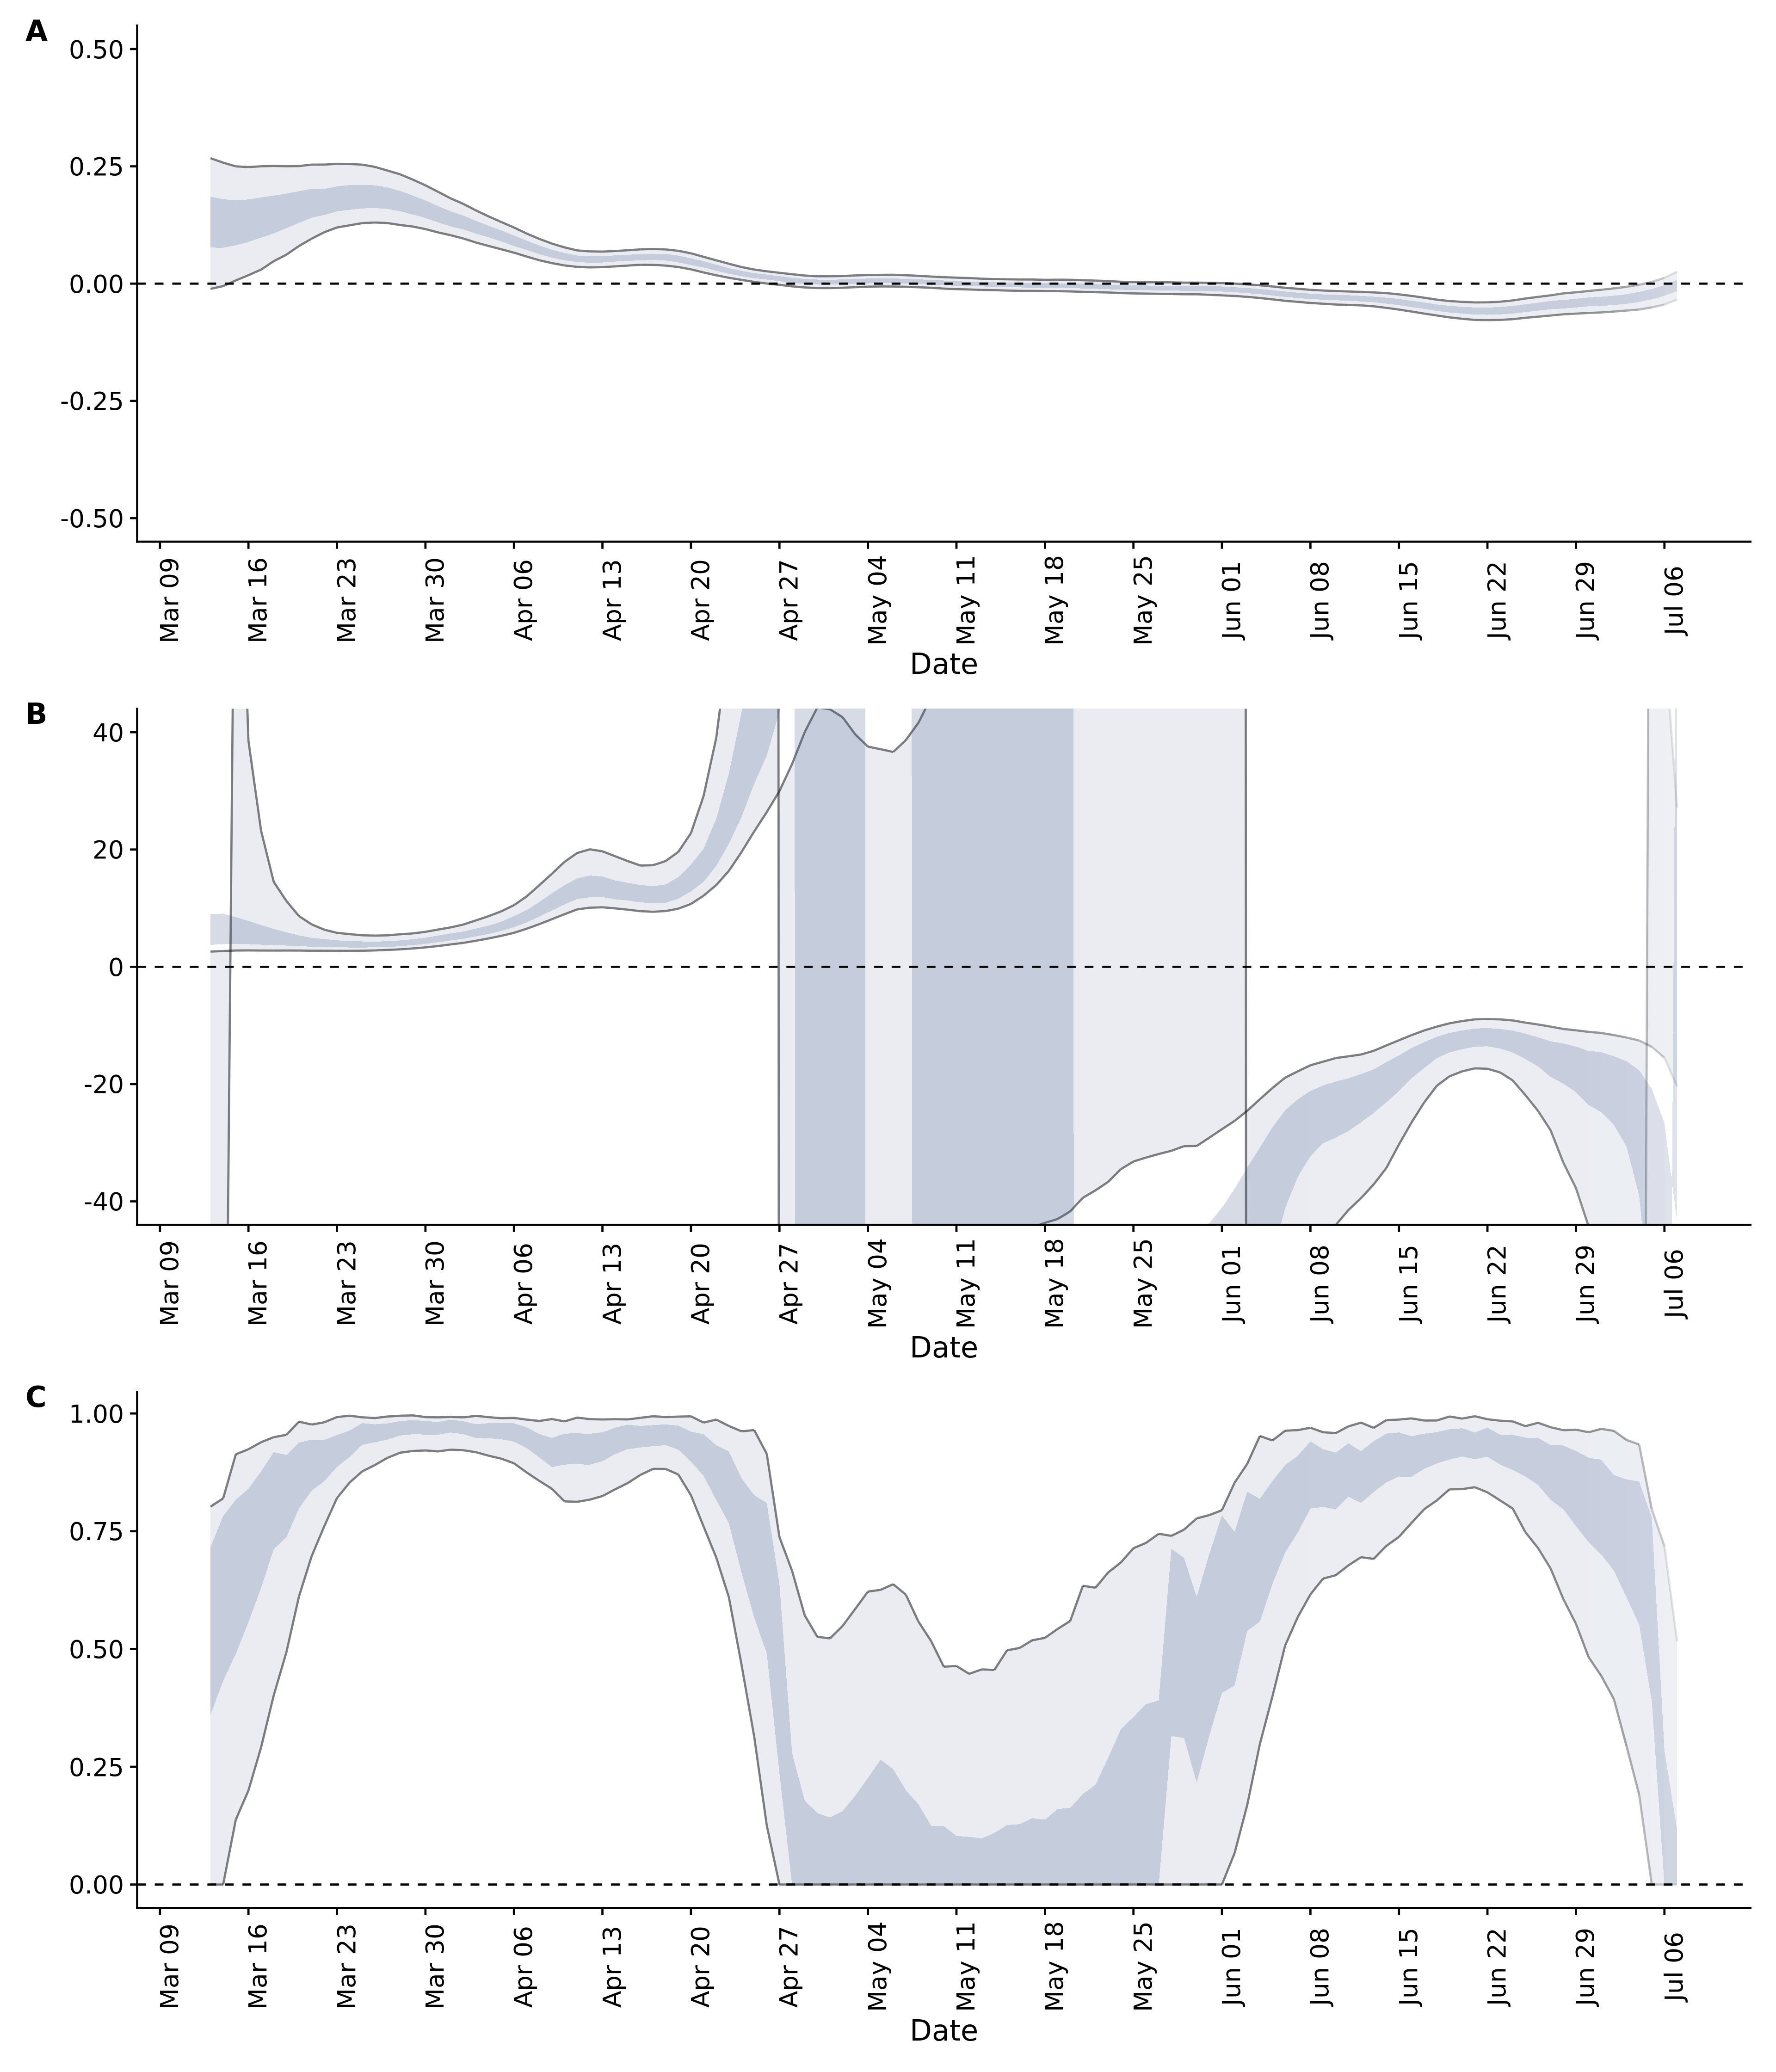 A
0.50
0.25
0.00
-0.25
-0.50
Mar 09
Mar 16
Mar 23
Mar 30
Apr 06
Apr 13
Apr 20
Apr 27
May 04
May 11
May 18
May 25
Jun 01
Jun 08
Jun 15
Jun 22
Jun 29
Jul 06
Date
B
40
20
0
-20
-40
Mar 09
Mar 16
Mar 23
Mar 30
Apr 06
Apr 13
Apr 20
Apr 27
May 04
May 11
May 18
May 25
Jun 01
Jun 08
Jun 15
Jun 22
Jun 29
Jul 06
Date
C
1.00
0.75
0.50
0.25
0.00
Mar 09
Mar 16
Mar 23
Mar 30
Apr 06
Apr 13
Apr 20
Apr 27
May 04
May 11
May 18
May 25
Jun 01
Jun 08
Jun 15
Jun 22
Jun 29
Jul 06
Date